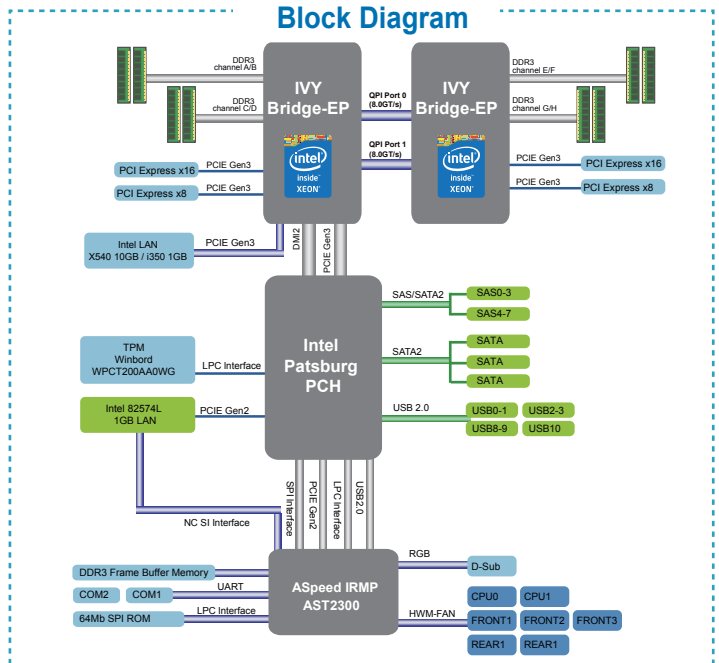 Block Diagram
DDR3
channel A/B
DDR3
channel C/D
IVY
Bridge-EP
intel
inside™
XEON®
QPI Port 0
(8.0GT/s)
QPI Port 1
(8.0GT/s)
IVY
Bridge-EP
intel
inside™
XEON®
DDR3
channel E/F
DDR3
channel G/H
PCI Express x16
PCIE Gen3
PCI Express x8
PCIE Gen3
PCIE Gen3
PCI Express x16
PCIE Gen3
PCI Express x8
Intel LAN
X540 10GB / i350 1GB
PCIE Gen3
DMI2
PCIE Gen3
Intel
Patsburg
PCH
SAS/SATA2
SAS0-3
SAS4-7
SATA2
SATA
SATA
SATA
TPM
Winbord
WPCT200AA0WG
LPC Interface
Intel 82574L
1GB LAN
PCIE Gen2
USB 2.0
USB0-1
USB2-3
USB8-9
USB10
SPI Interface
PCIE Gen2
LPC Interface
USB2.0
NC SI Interface
ASpeed IRMP
AST2300
DDR3 Frame Buffer Memory
COM2
COM1
UART
64Mb SPI ROM
LPC Interface
RGB
D-Sub
HWM-FAN
CPU0
CPU1
FRONT1
FRONT2
FRONT3
REAR1
REAR1